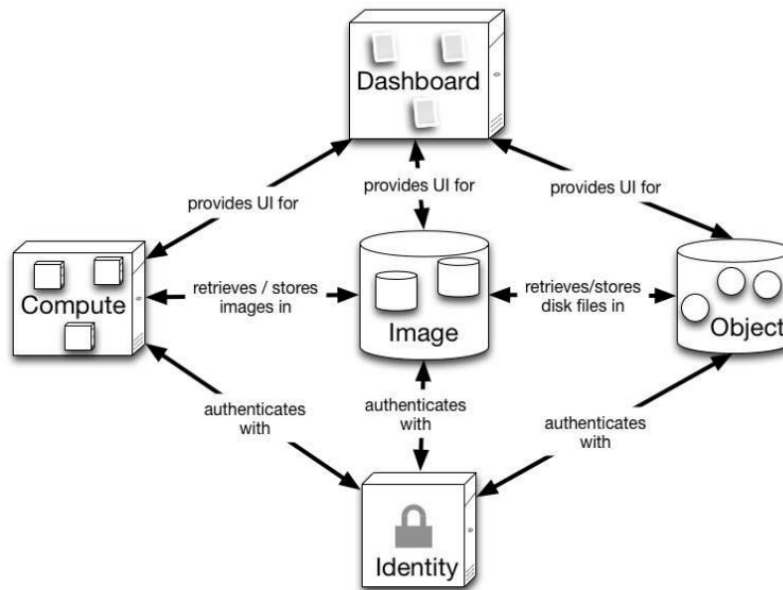 Dashboard
provides UI for
provides UI for
provides UI for
Compute
retrieves / stores
images in
Image
retrieves/stores
disk files in
Object
authenticates
with
authenticates
with
authenticates
with
Identity